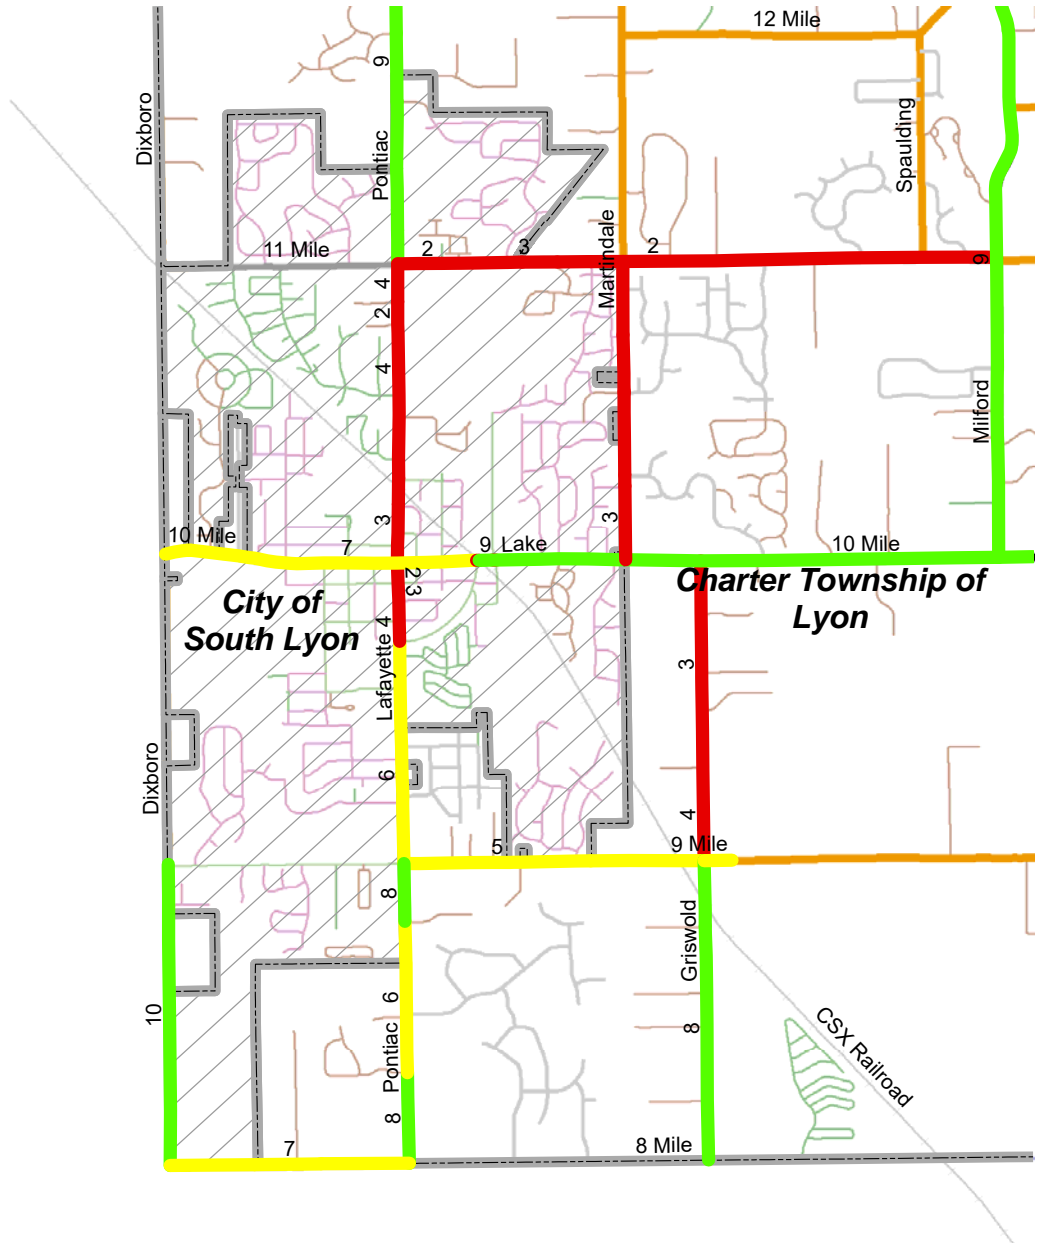 12 Mile
9
Dixboro
Pontiac
Spaulding
11 Mile
2
3
Martindale
2
9
4
2
4
Milford
3
3
10 Mile
7
9 Lake
10 Mile
2
3
City of
South Lyon
Charter Township of
Lyon
4
Lafayette
3
Dixboro
6
4
5
9 Mile
8
Griswold
10
6
8
Pontiac
CSX Railroad
8
7
8 Mile